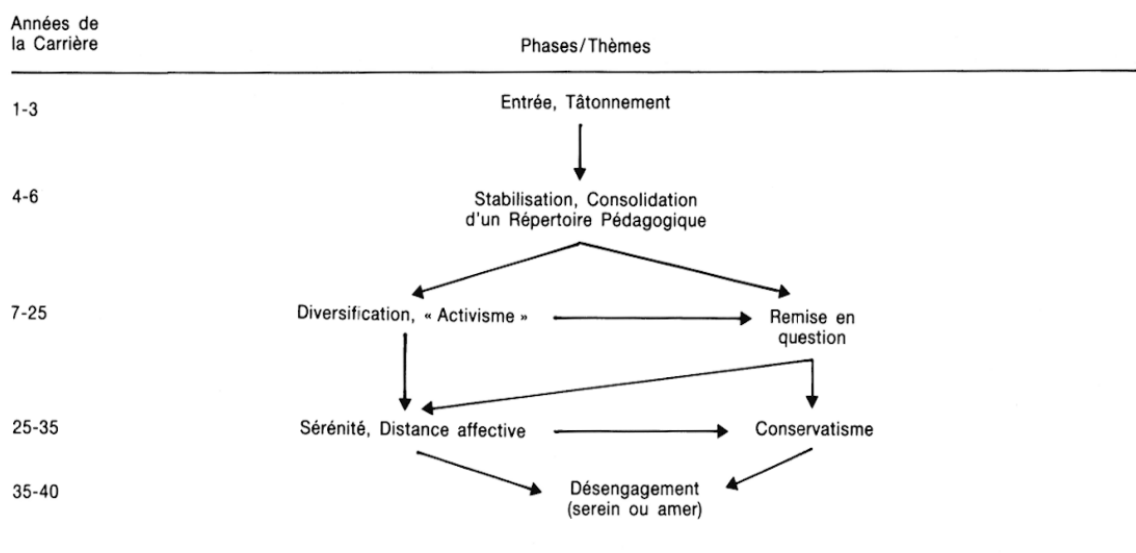 Années de
la Carrière
Phases/Thèmes
1-3
Entrée, Tâtonnement
4-6
Stabilisation, Consolidation
d'un Répertoire Pédagogique
7-25
Diversification, « Activisme »
Remise en
question
25-35
Sérénité, Distance affective
Conservatisme
35-40
Désengagement
(serein ou amer)